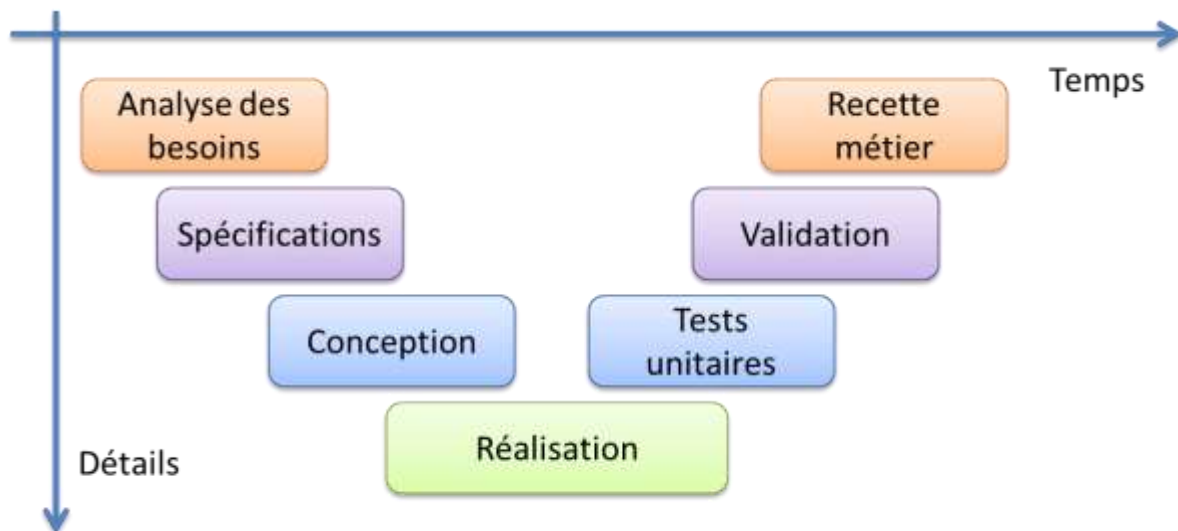 Temps
Analyse des
besoins
Recette
métier
Spécifications
Validation
Conception
Tests
unitaires
Réalisation
Détails